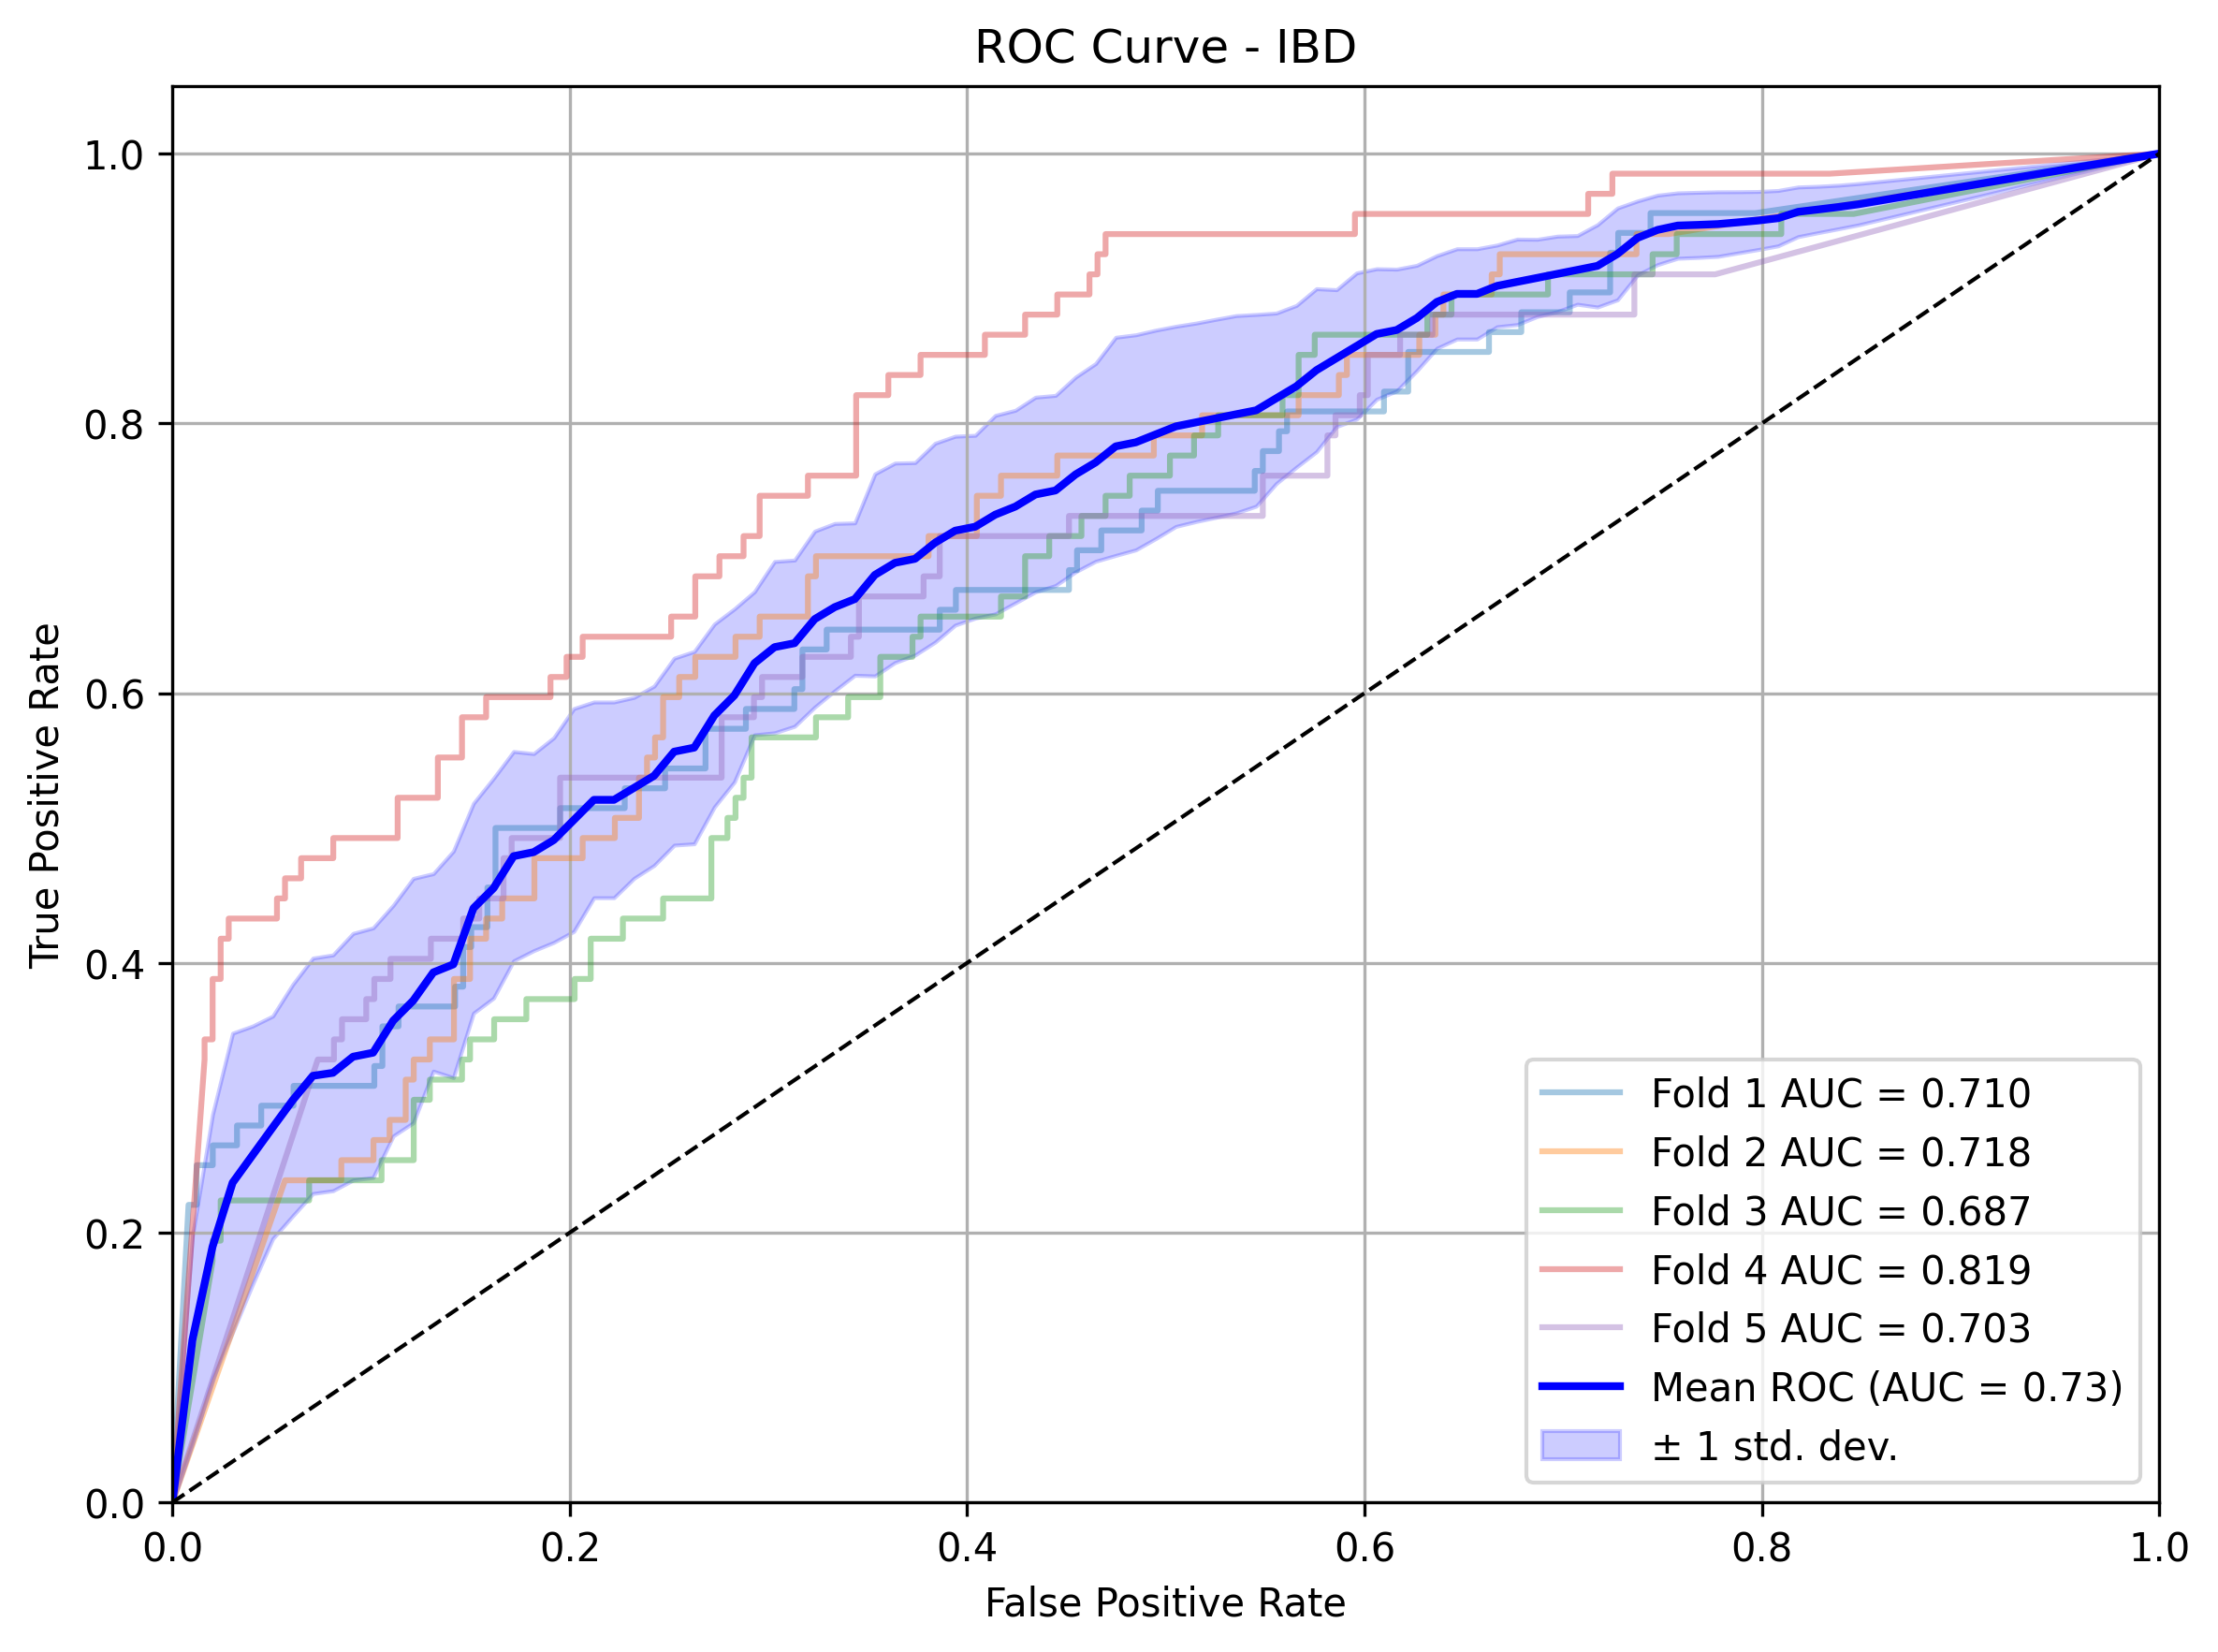 ROC Curve - IBD
1.0
0.8
0.6
0.4
0.2
0.0
True Positive Rate
0.0 0.2 0.4 0.6 0.8 1.0
False Positive Rate
Fold 1 AUC = 0.710
Fold 2 AUC = 0.718
Fold 3 AUC = 0.687
Fold 4 AUC = 0.819
Fold 5 AUC = 0.703
Mean ROC (AUC = 0.73)
± 1 std. dev.